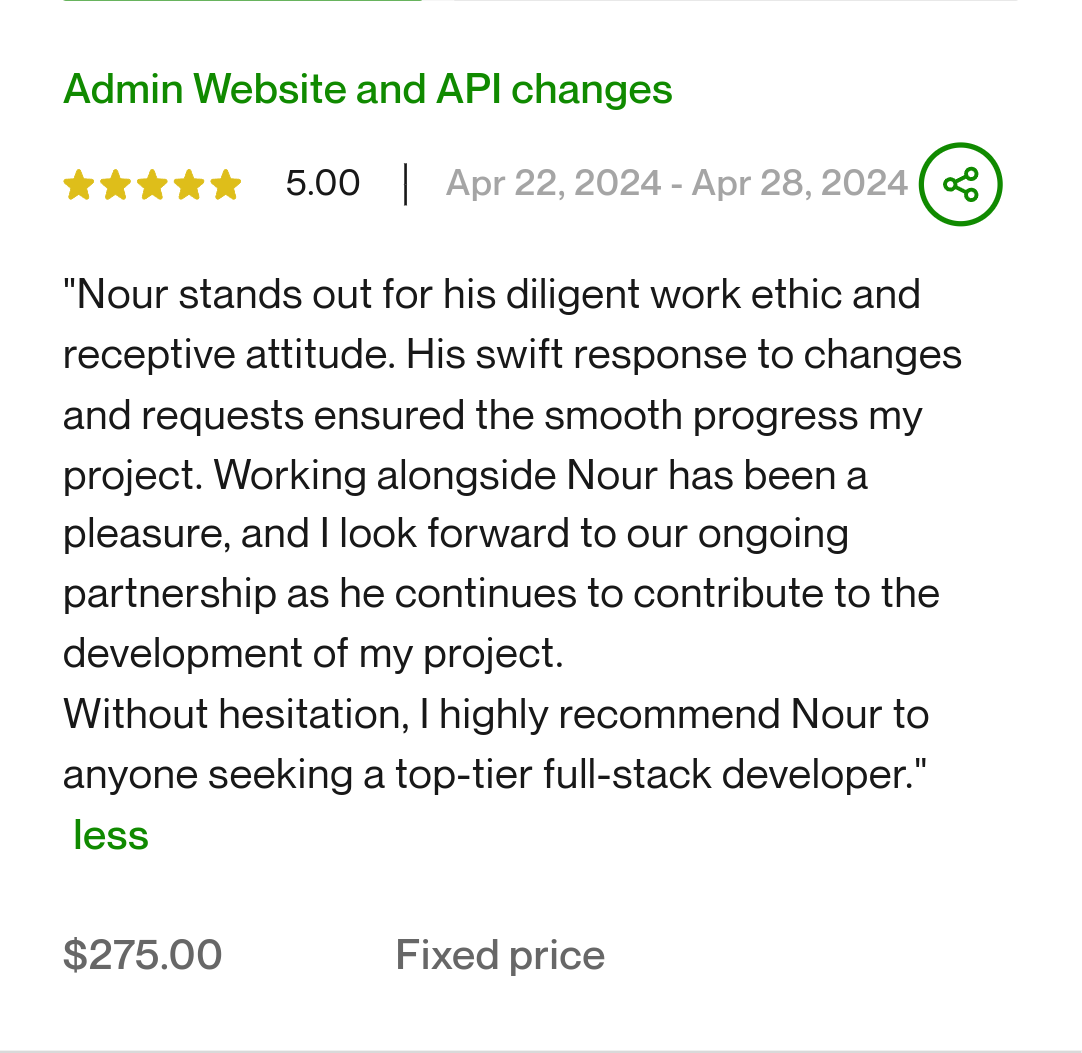 Admin Website and API changes
5.00 | Apr 22, 2024 - Apr 28, 2024
"Nour stands out for his diligent work ethic and
receptive attitude. His swift response to changes
and requests ensured the smooth progress my
project. Working alongside Nour has been a
pleasure, and I look forward to our ongoing
partnership as he continues to contribute to the
development of my project.
Without hesitation, I highly recommend Nour to
anyone seeking a top-tier full-stack developer."
less
$275.00 Fixed price